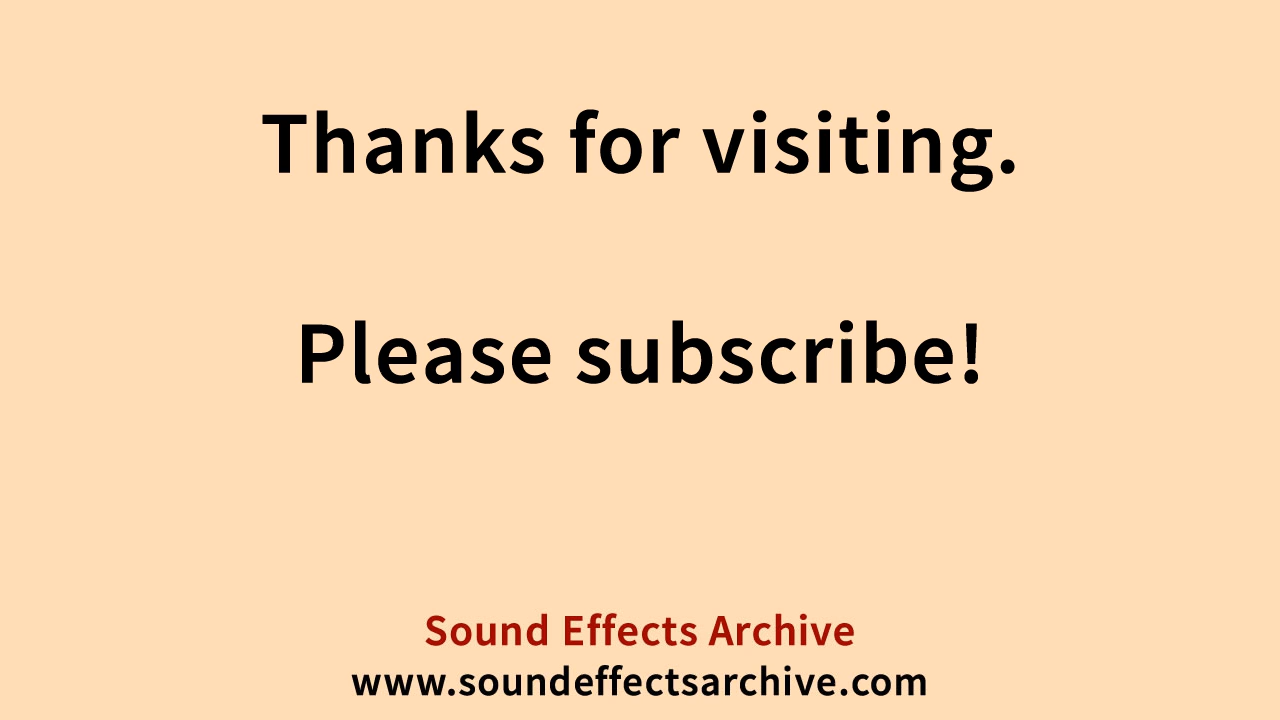 Thanks for visiting.
Please subscribe!
Sound Effects Archive
www.soundeffectsarchive.com